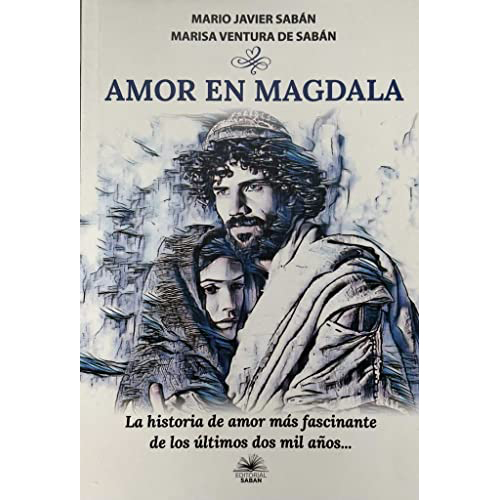 MARIO JAVIER SABÁN
MARISA VENTURA DE SABÁN
AMOR EN MAGDALA
La historia de amor más fascinante
de los últimos dos mil años...
EDITORIAL
SABAN